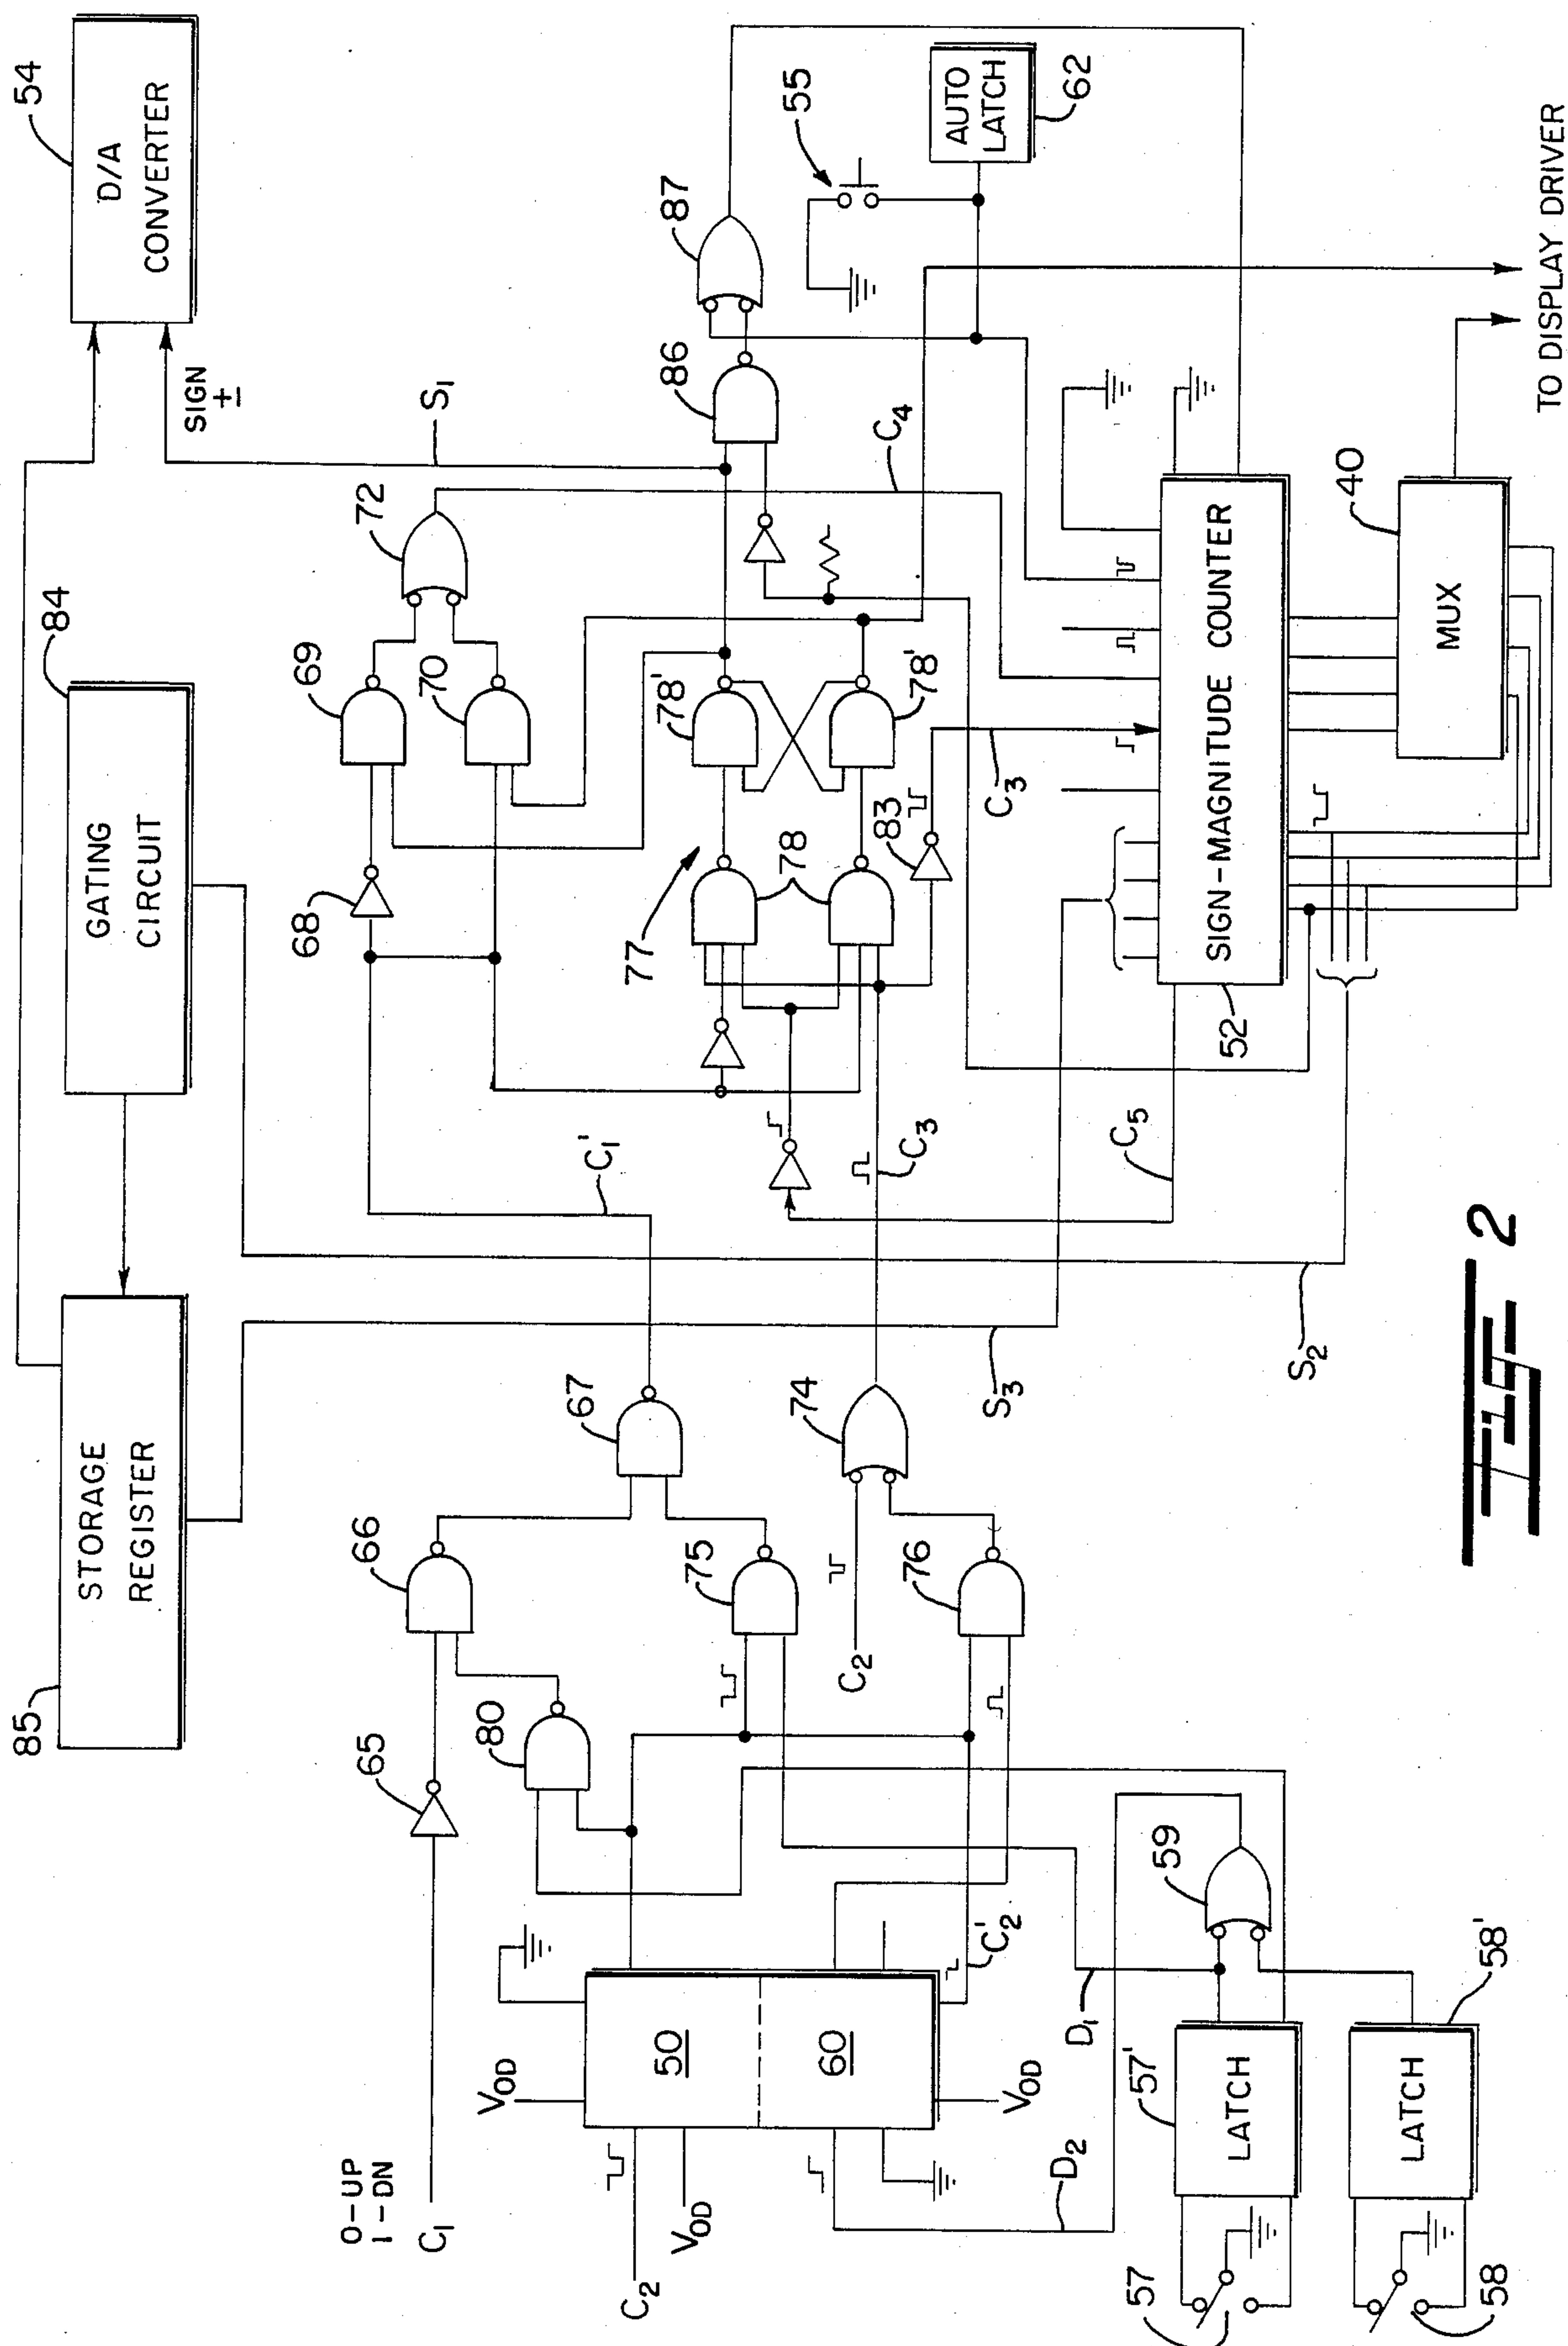 85
STORAGE
REGISTER
84
GATING
CIRCUIT
54
D/A
CONVERTER
SIGN
±
S1
0-UP
1-DN
C1
65
66
80
67
75
C1'
68
69
70
72
C4
77
78
78'
78'
83
C3
86
87
55
AUTO
LATCH
62
VOD
C2
VOD
50
60
VOD
C2'
C2
74
76
C3
C5
S3
S2
D2
D1
57
57'
LATCH
58
58'
LATCH
59
52
SIGN-MAGNITUDE COUNTER
40
MUX
TO DISPLAY DRIVER
Fig 2